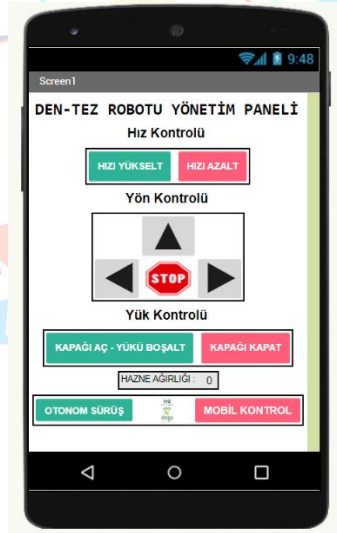 9:48
Screen1
DEN-TEZ ROBOTU YÖNETİM PANELİ
Hız Kontrolü
HIZI YÜKSELT HIZI AZALT
Yön Kontrolü
STOP
Yük Kontrolü
KAPAĞI AÇ - YÜKÜ BOŞALT KAPAĞI KAPAT
HAZNE AĞIRLIĞI : 0
OTONOM SÜRÜŞ MOBİL KONTROL